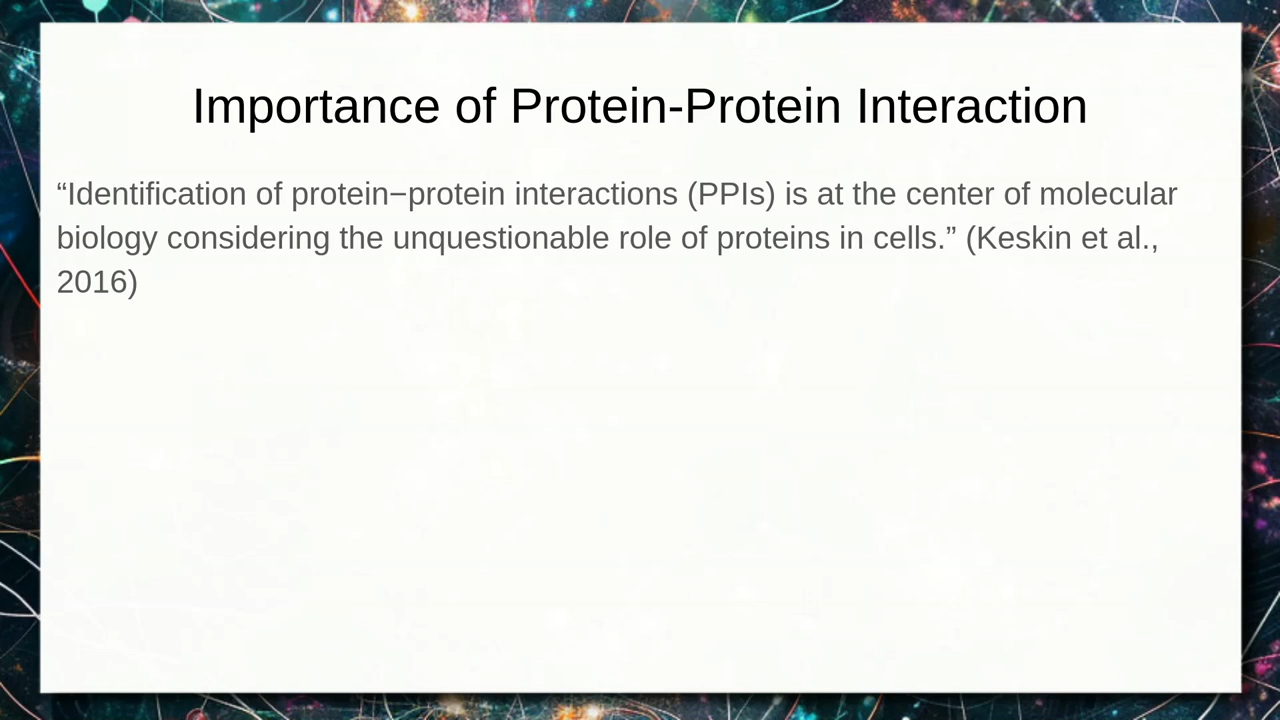 Importance of Protein-Protein Interaction
“Identification of protein−protein interactions (PPIs) is at the center of molecular
biology considering the unquestionable role of proteins in cells.” (Keskin et al.,
2016)